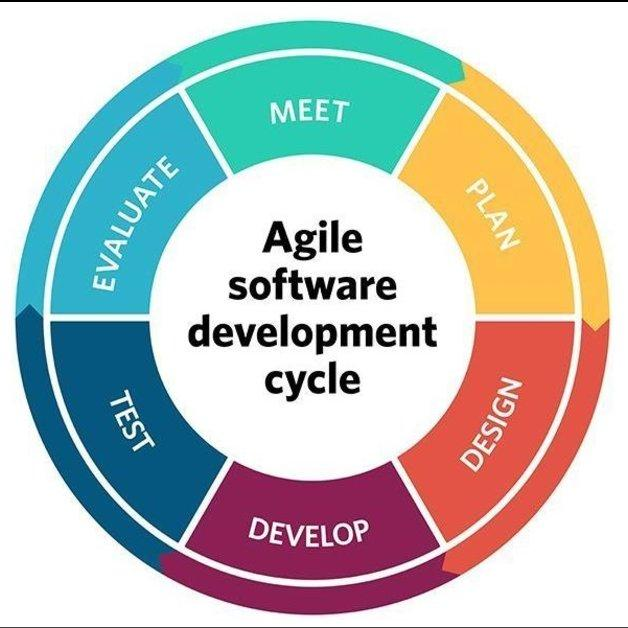 Agile
software
development
cycle
MEET
PLAN
DESIGN
DEVELOP
TEST
EVALUATE